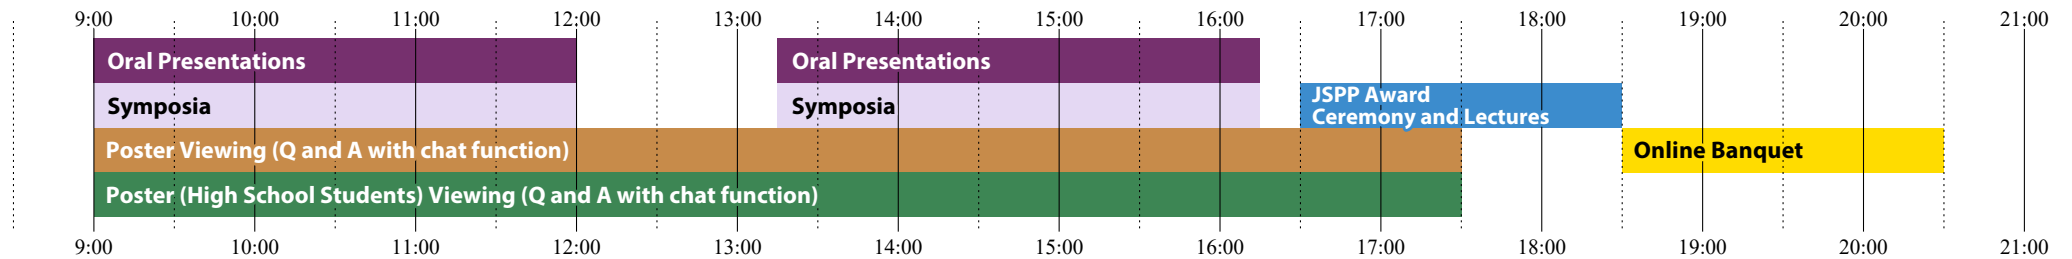 9:00 10:00 11:00 12:00 13:00 14:00 15:00 16:00 17:00 18:00 19:00 20:00 21:00
Oral Presentations Oral Presentations
Symposia Symposia
JSPP Award
Ceremony and Lectures
Poster Viewing (Q and A with chat function)
Online Banquet
Poster (High School Students) Viewing (Q and A with chat function)
9:00 10:00 11:00 12:00 13:00 14:00 15:00 16:00 17:00 18:00 19:00 20:00 21:00